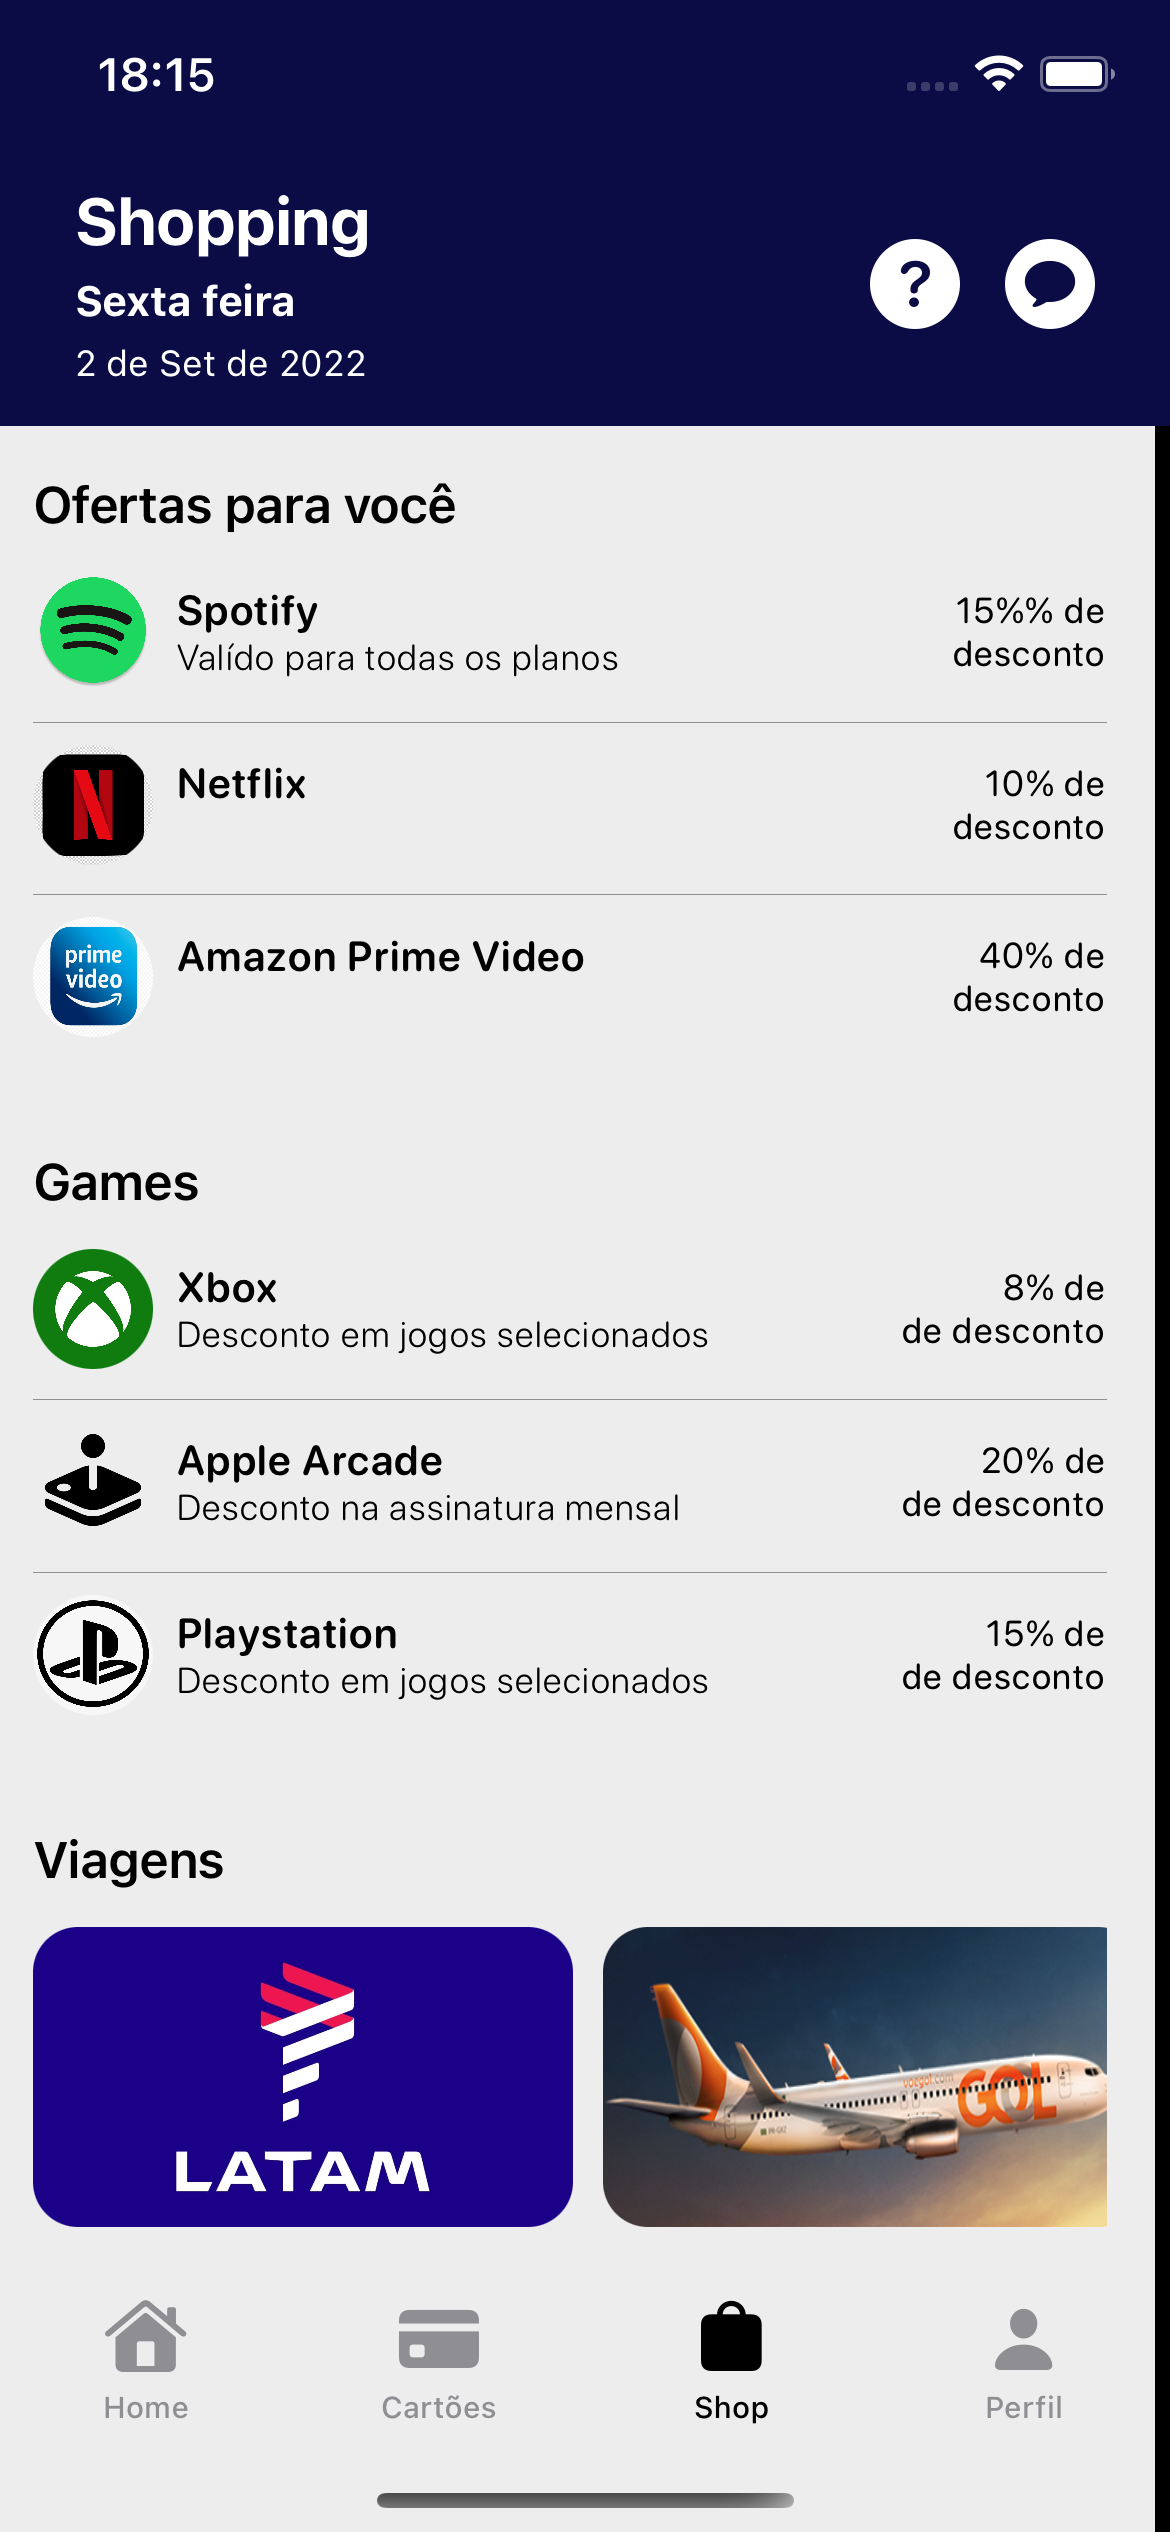 18:15
Shopping
Sexta feira
2 de Set de 2022
Ofertas para você
Spotify
Valído para todas os planos
15%% de
desconto
Netflix
10% de
desconto
prime
video
Amazon Prime Video
40% de
desconto
Games
Xbox
Desconto em jogos selecionados
8% de
de desconto
Apple Arcade
Desconto na assinatura mensal
20% de
de desconto
Playstation
Desconto em jogos selecionados
15% de
de desconto
Viagens
LATAM
GOL
Home
Cartões
Shop
Perfil